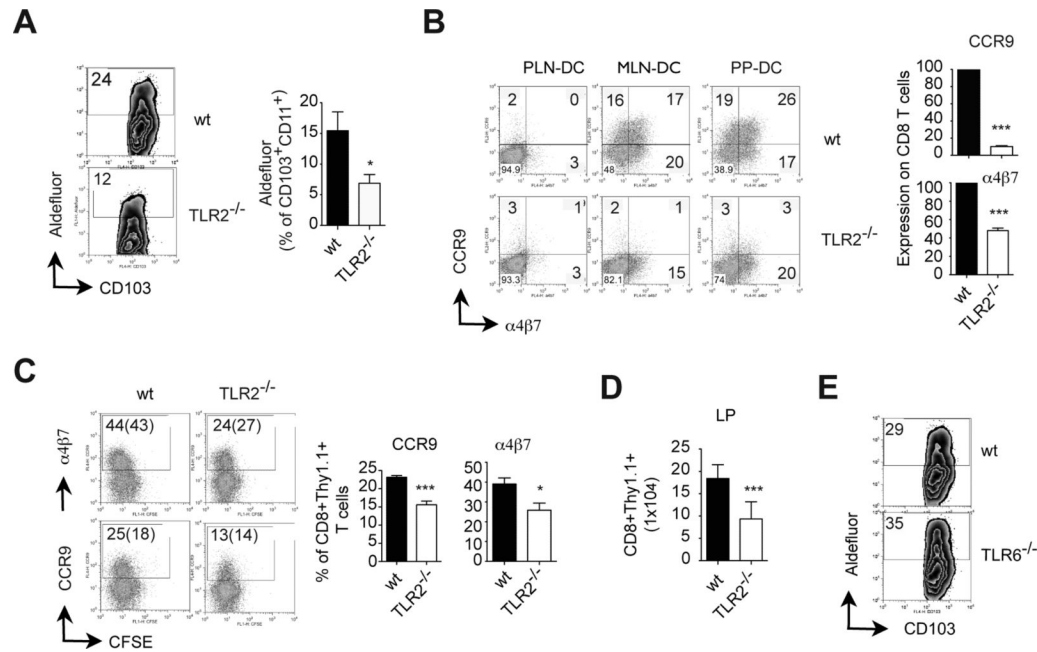 A
24
wt
12
TLR2-/-
Aldefluor
CD103
Aldefluor
(% of CD103+CD11+)
20
15
10
5
0
*
wt
TLR2-/-
B
PLN-DC
MLN-DC
PP-DC
2
0
3
94.9
16
17
20
48
19
26
17
38.9
wt
3
1
3
93.3
2
1
15
82.1
3
3
20
74
TLR2-/-
CCR9
α4β7
CCR9
100
80
60
40
20
0
***
α4β7
100
80
60
40
20
0
***
Expression on CD8 T cells
wt
TLR2-/-
C
wt
TLR2-/-
44(43)
24(27)
25(18)
13(14)
α4β7
CCR9
CFSE
% of CD8+Thy1.1+
T cells
CCR9
25
20
15
10
5
0
***
wt
TLR2-/-
α4β7
50
40
30
20
10
0
*
wt
TLR2-/-
D
LP
CD8+Thy1.1+
(1x104)
25
20
15
10
5
0
***
wt
TLR2-/-
E
29
wt
35
TLR6-/-
Aldefluor
CD103